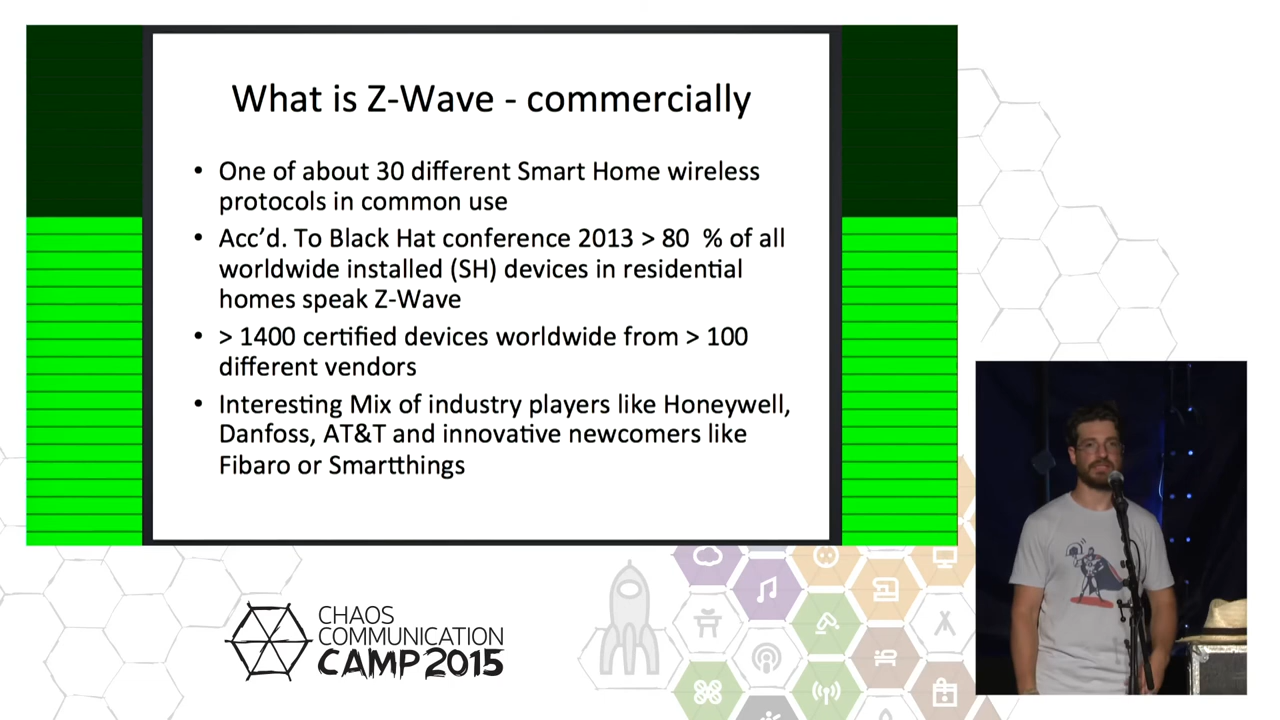 What is Z-Wave - commercially
• One of about 30 different Smart Home wireless
protocols in common use
• Acc’d. To Black Hat conference 2013 > 80 % of all
worldwide installed (SH) devices in residential
homes speak Z-Wave
• > 1400 certified devices worldwide from > 100
different vendors
• Interesting Mix of industry players like Honeywell,
Danfoss, AT&T and innovative newcomers like
Fibaro or Smartthings
CHAOS
COMMUNICATION
CAMP 2015